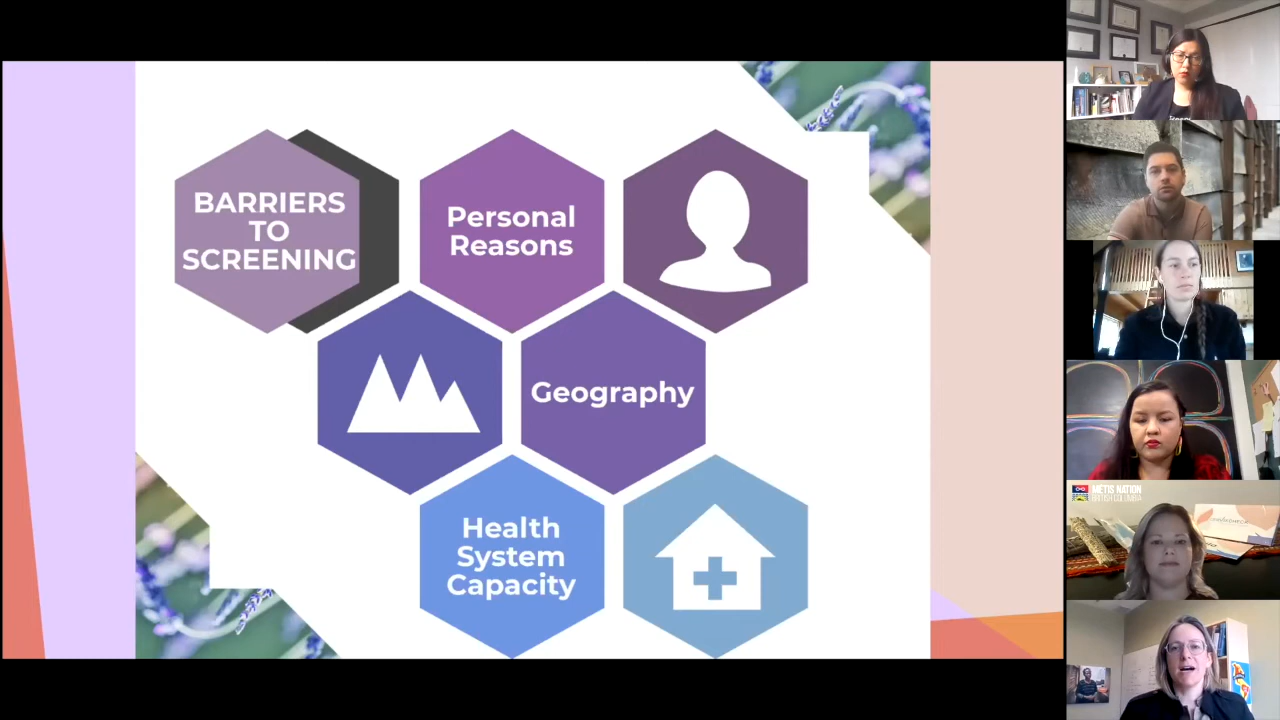 BARRIERS
TO
SCREENING
Personal
Reasons
Geography
Health
System
Capacity
MÉTIS NATION
BRITISH COLUMBIA